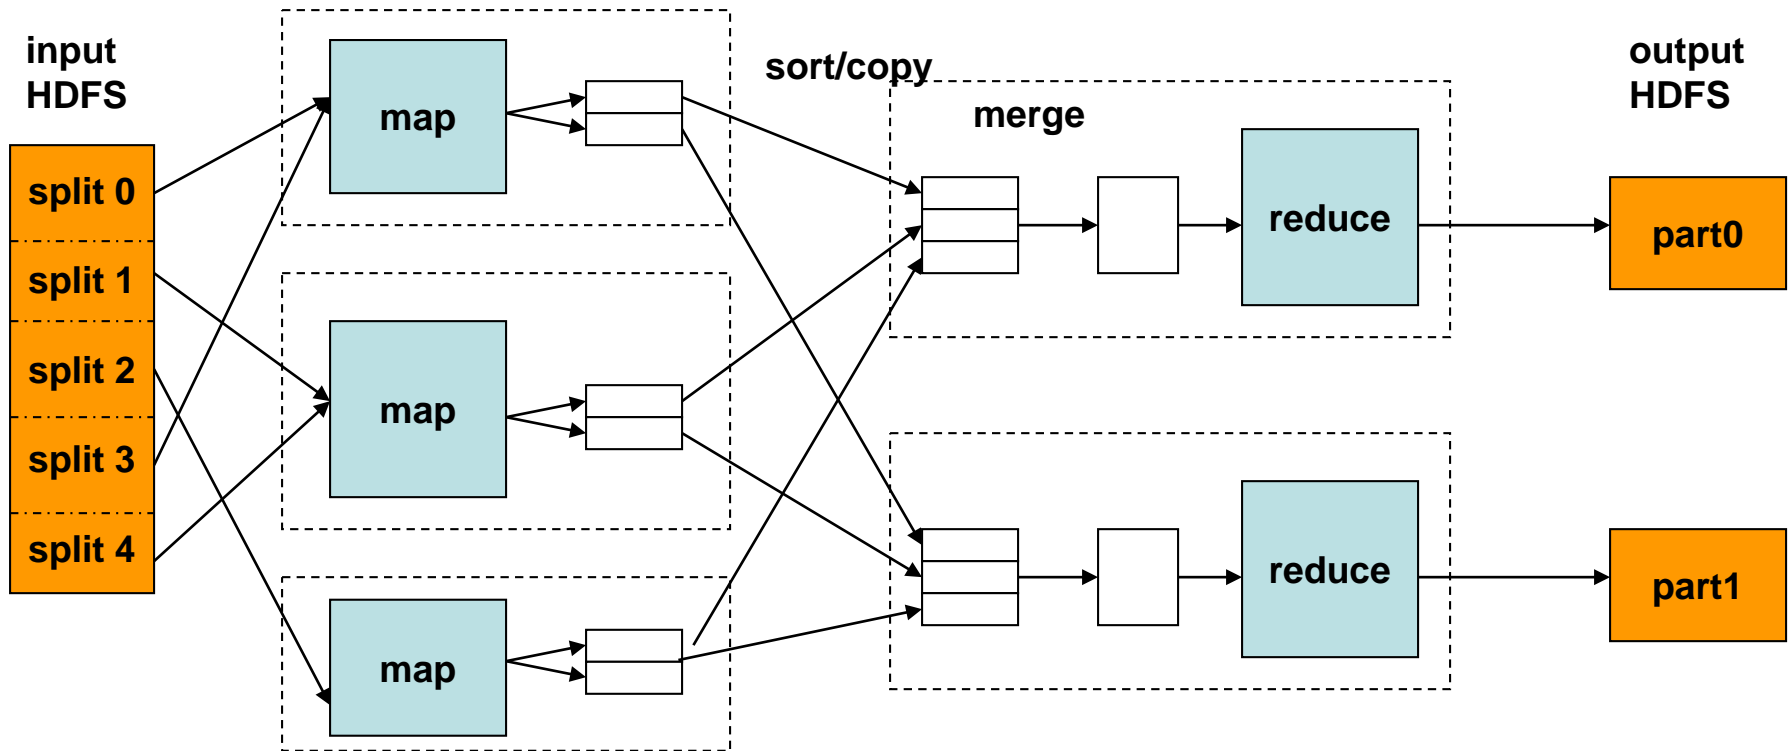 input
HDFS
split 0
split 1
split 2
split 3
split 4
map
map
map
sort/copy
merge
reduce
reduce
output
HDFS
part0
part1